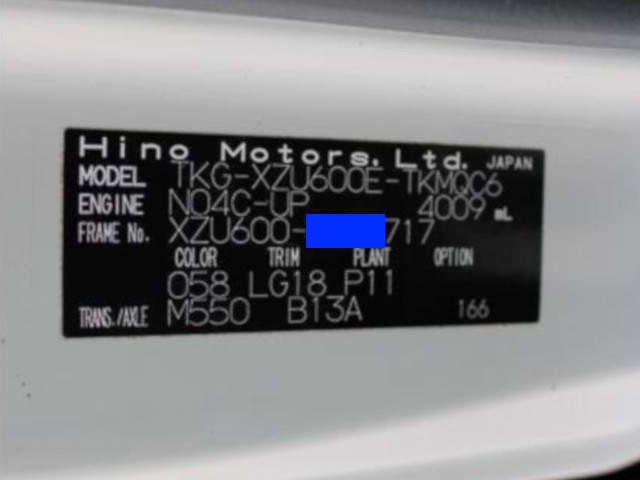 Hino Motors, Ltd. JAPAN
MODEL TKG-XZU600E-TKMQC6
ENGINE N04C-UP 4009 mL
FRAME No. XZU600- 717
COLOR TRIM PLANT OPTION
058 LG18 P11
TRANS./AXLE M550 B13A 166